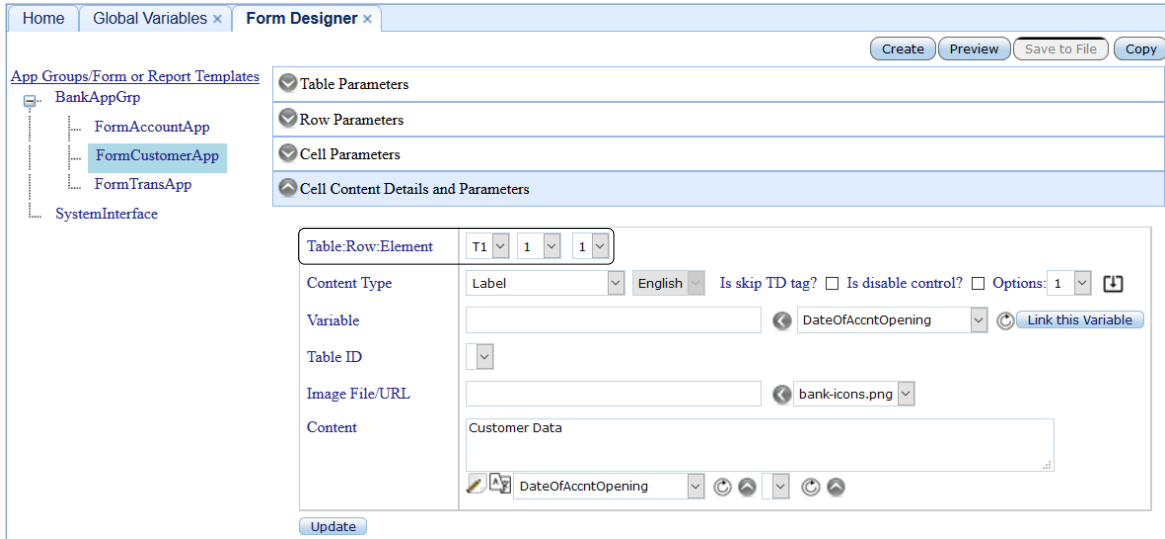 Home Global Variables × Form Designer ×
Create Preview Save to File Copy
App Groups/Form or Report Templates
BankAppGrp
FormAccountApp
FormCustomerApp
FormTransApp
SystemInterface
Table Parameters
Row Parameters
Cell Parameters
Cell Content Details and Parameters
Table:Row:Element T1 1 1
Content Type Label English Is skip TD tag? Is disable control? Options: 1
Variable DateOfAccntOpening Link this Variable
Table ID
Image File/URL bank-icons.png
Content Customer Data
DateOfAccntOpening
Update